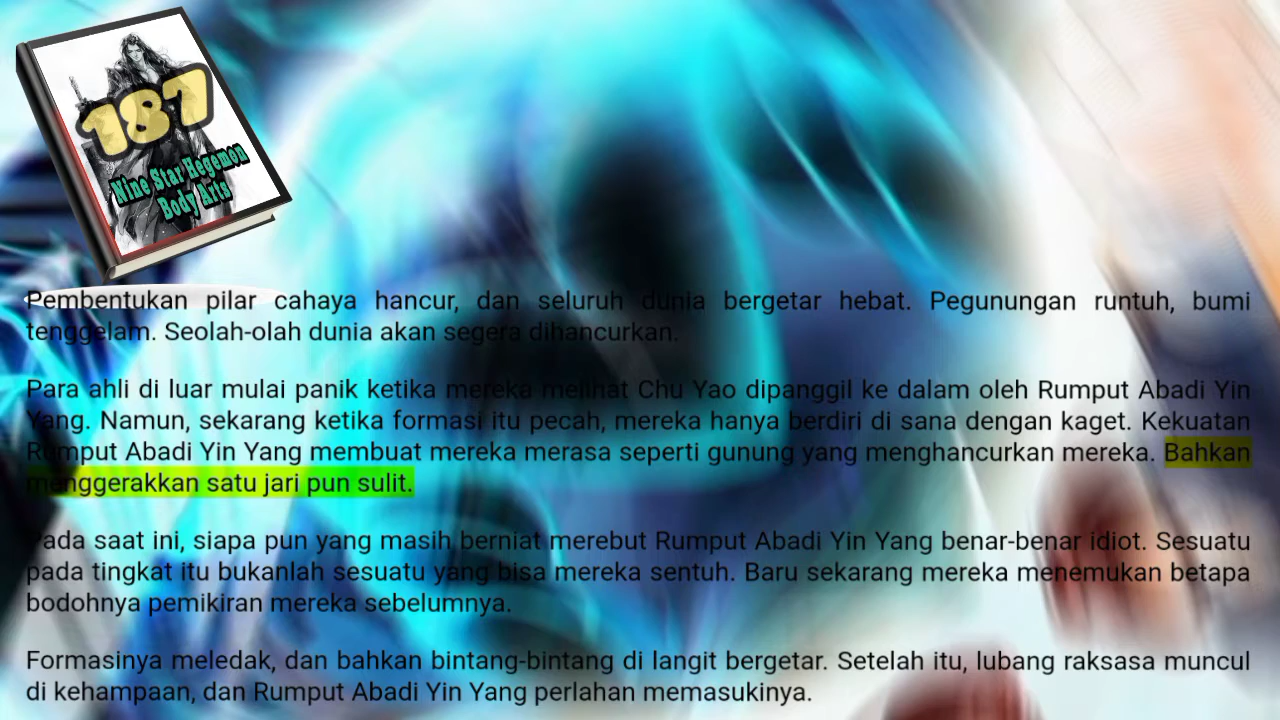 187
Nine Star Hegemon
Body Arts
Pembentukan pilar cahaya hancur, dan seluruh dunia bergetar hebat. Pegunungan runtuh, bumi
tenggelam. Seolah-olah dunia akan segera dihancurkan.
Para ahli di luar mulai panik ketika mereka melihat Chu Yao dipanggil ke dalam oleh Rumput Abadi Yin
Yang. Namun, sekarang ketika formasi itu pecah, mereka hanya berdiri di sana dengan kaget. Kekuatan
Rumput Abadi Yin Yang membuat mereka merasa seperti gunung yang menghancurkan mereka. Bahkan
menggerakkan satu jari pun sulit.
Pada saat ini, siapa pun yang masih berniat merebut Rumput Abadi Yin Yang benar-benar idiot. Sesuatu
pada tingkat itu bukanlah sesuatu yang bisa mereka sentuh. Baru sekarang mereka menemukan betapa
bodohnya pemikiran mereka sebelumnya.
Formasinya meledak, dan bahkan bintang-bintang di langit bergetar. Setelah itu, lubang raksasa muncul
di kehampaan, dan Rumput Abadi Yin Yang perlahan memasukinya.